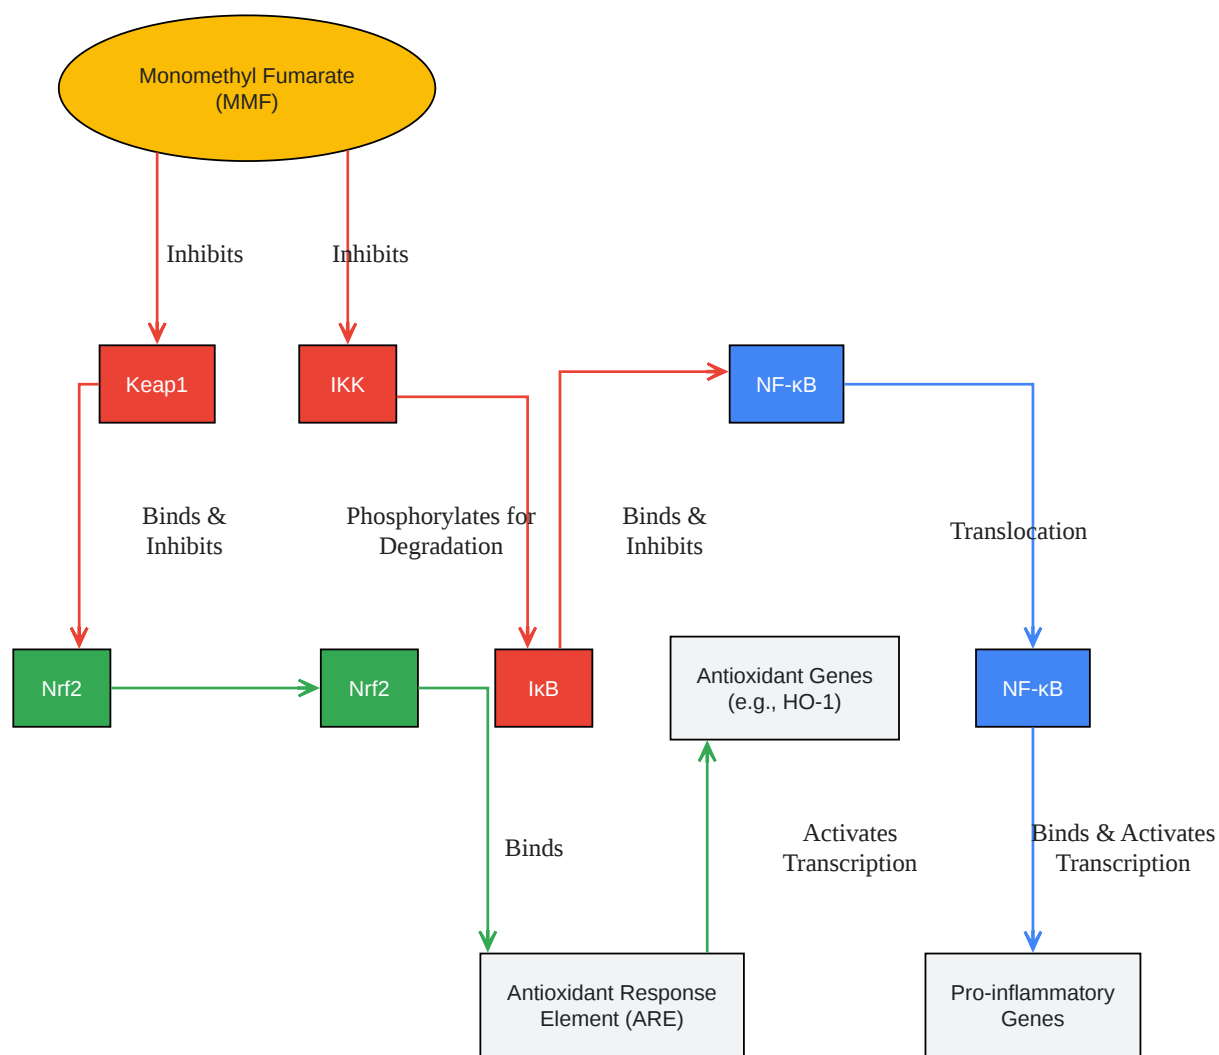 Monomethyl Fumarate
(MMF)
Inhibits
Inhibits
Keap1
IKK
NF-κB
Binds &
Inhibits
Phosphorylates for
Degradation
Binds &
Inhibits
Translocation
Nrf2
Nrf2
IκB
Antioxidant Genes
(e.g., HO-1)
NF-κB
Binds
Activates
Transcription
Binds & Activates
Transcription
Antioxidant Response
Element (ARE)
Pro-inflammatory
Genes